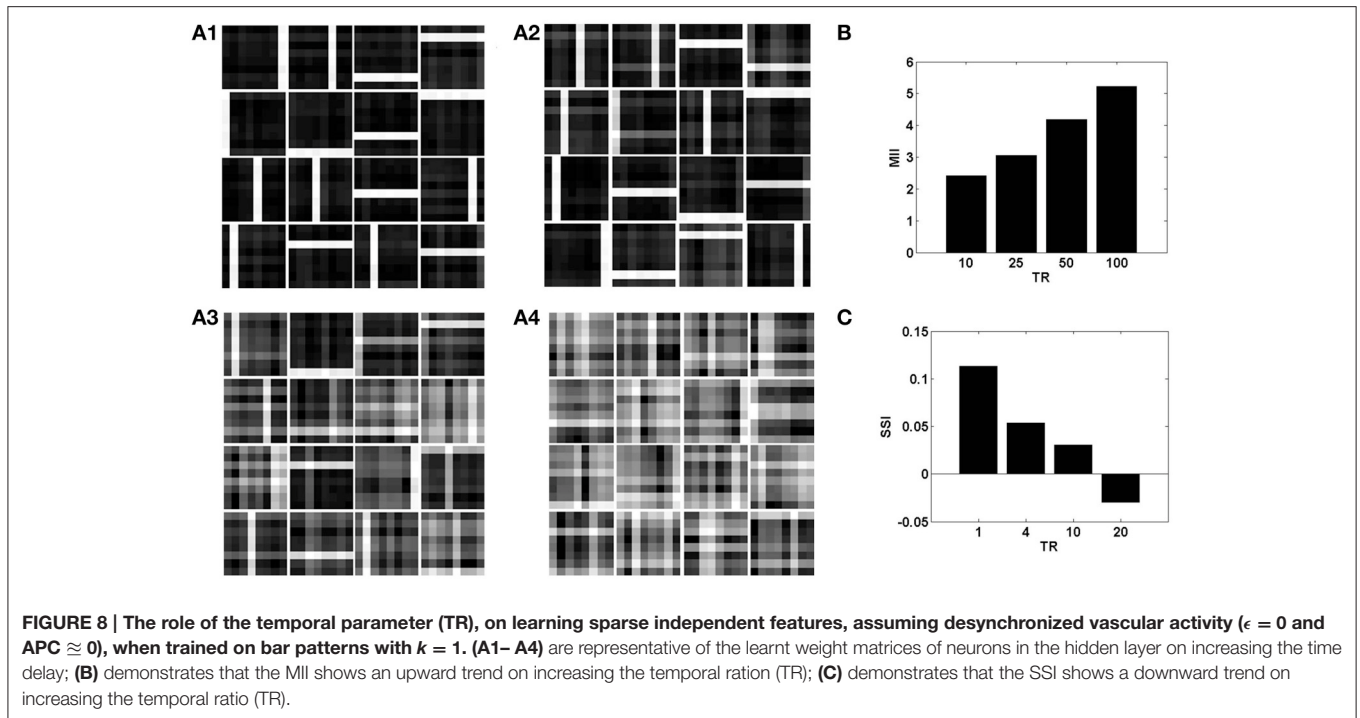 A1
A2
B
6
5
4
3
2
1
0
MII
10 25 50 100
TR
A3
A4
C
0.15
0.1
0.05
0
-0.05
SSI
1 4 10 20
TR
FIGURE 8 | The role of the temporal parameter (TR), on learning sparse independent features, assuming desynchronized vascular activity (ϵ = 0 and
APC ≊ 0), when trained on bar patterns with k = 1. (A1– A4) are representative of the learnt weight matrices of neurons in the hidden layer on increasing the time
delay; (B) demonstrates that the MII shows an upward trend on increasing the temporal ration (TR); (C) demonstrates that the SSI shows a downward trend on
increasing the temporal ratio (TR).